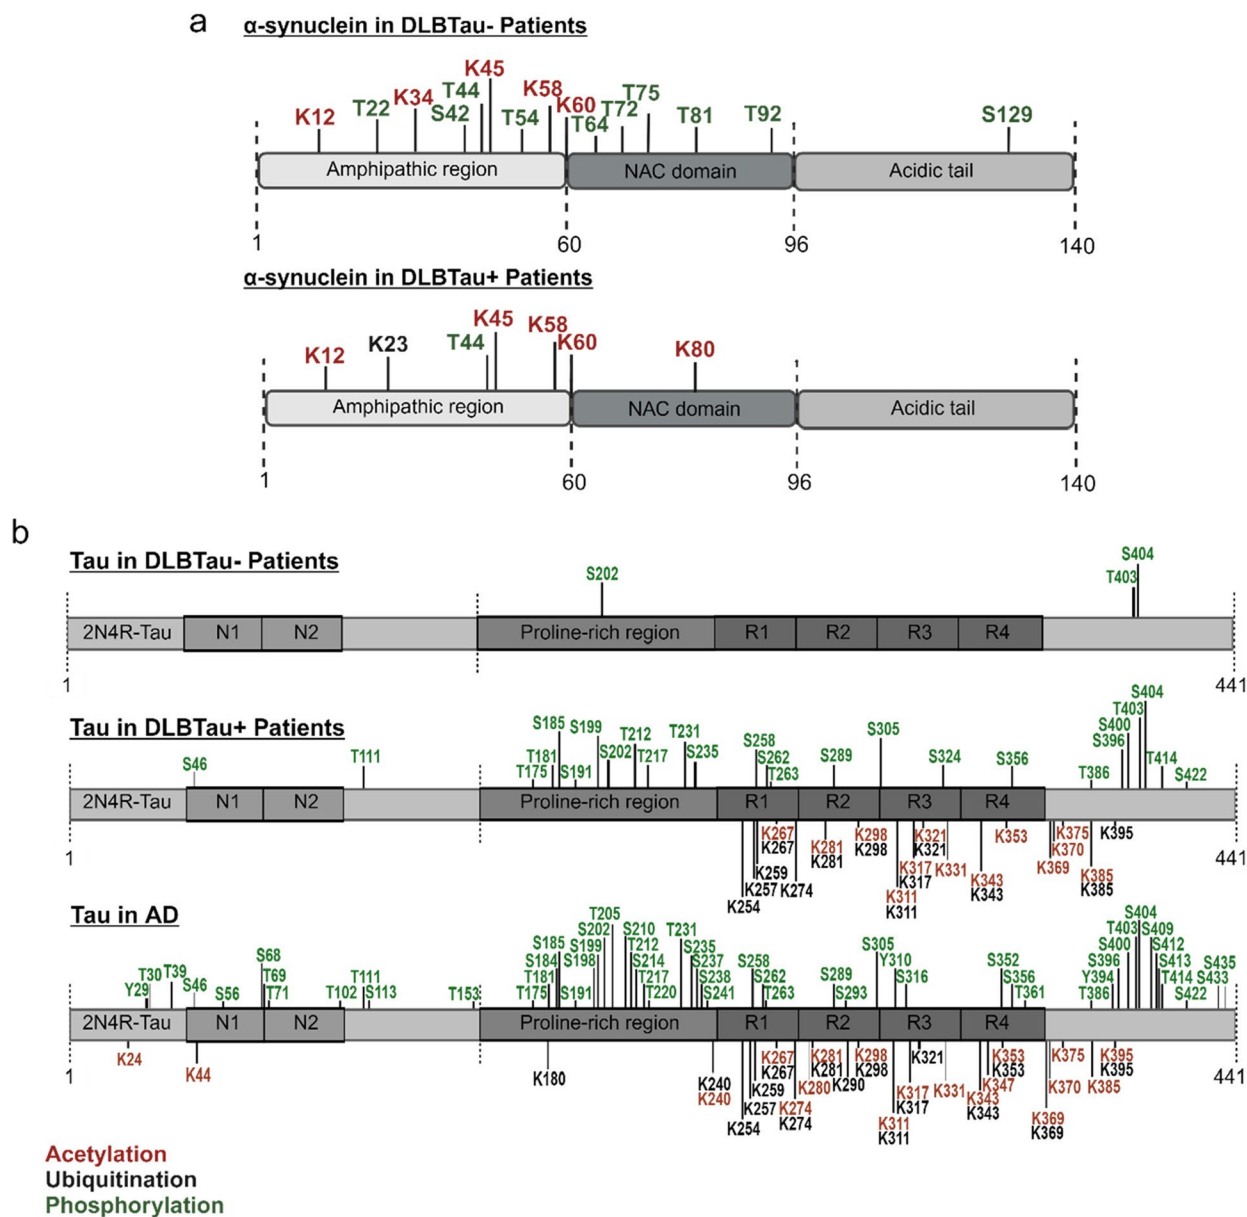 a
α-synuclein in DLBTau- Patients
K12 T22 K34 S42 T44 K45 T54 K58 K60 T64 T72 T75 T81 T92 S129
Amphipathic region NAC domain Acidic tail
1 60 96 140
α-synuclein in DLBTau+ Patients
K12 K23 T44 K45 K58 K60 K80
Amphipathic region NAC domain Acidic tail
1 60 96 140
b
Tau in DLBTau- Patients
S202 T403 S404
2N4R-Tau N1 N2 Proline-rich region R1 R2 R3 R4
1 441
Tau in DLBTau+ Patients
S46 T111 T175 T181 S185 S191 S199 S202 T212 T217 T231 S235 S258 S262 T263 S289 S305 S324 S356 T386 S396 S400 T403 S404 T414 S422
2N4R-Tau N1 N2 Proline-rich region R1 R2 R3 R4
K254 K257 K259 K267 K267 K274 K281 K281 K298 K298 K311 K311 K317 K317 K321 K321 K331 K343 K343 K353 K369 K370 K375 K385 K385 K395
1 441
Tau in AD
Y29 T30 T39 S46 S56 S68 T69 T71 T102 T111 S113 T153 T175 T181 S184 S185 S191 S198 S199 S202 T205 S210 T212 S214 T217 T220 T231 S235 S237 S238 S241 S258 S262 T263 S289 S293 S305 Y310 S316 S352 S356 T361 T386 Y394 S396 S400 T403 S404 S409 S412 S413 T414 S422 S433 S435
2N4R-Tau N1 N2 Proline-rich region R1 R2 R3 R4
K24 K44 K180 K240 K240 K254 K257 K259 K267 K267 K274 K274 K280 K281 K281 K290 K298 K298 K311 K311 K317 K317 K321 K331 K343 K343 K347 K353 K353 K369 K369 K370 K375 K385 K395 K395
1 441
Acetylation
Ubiquitination
Phosphorylation